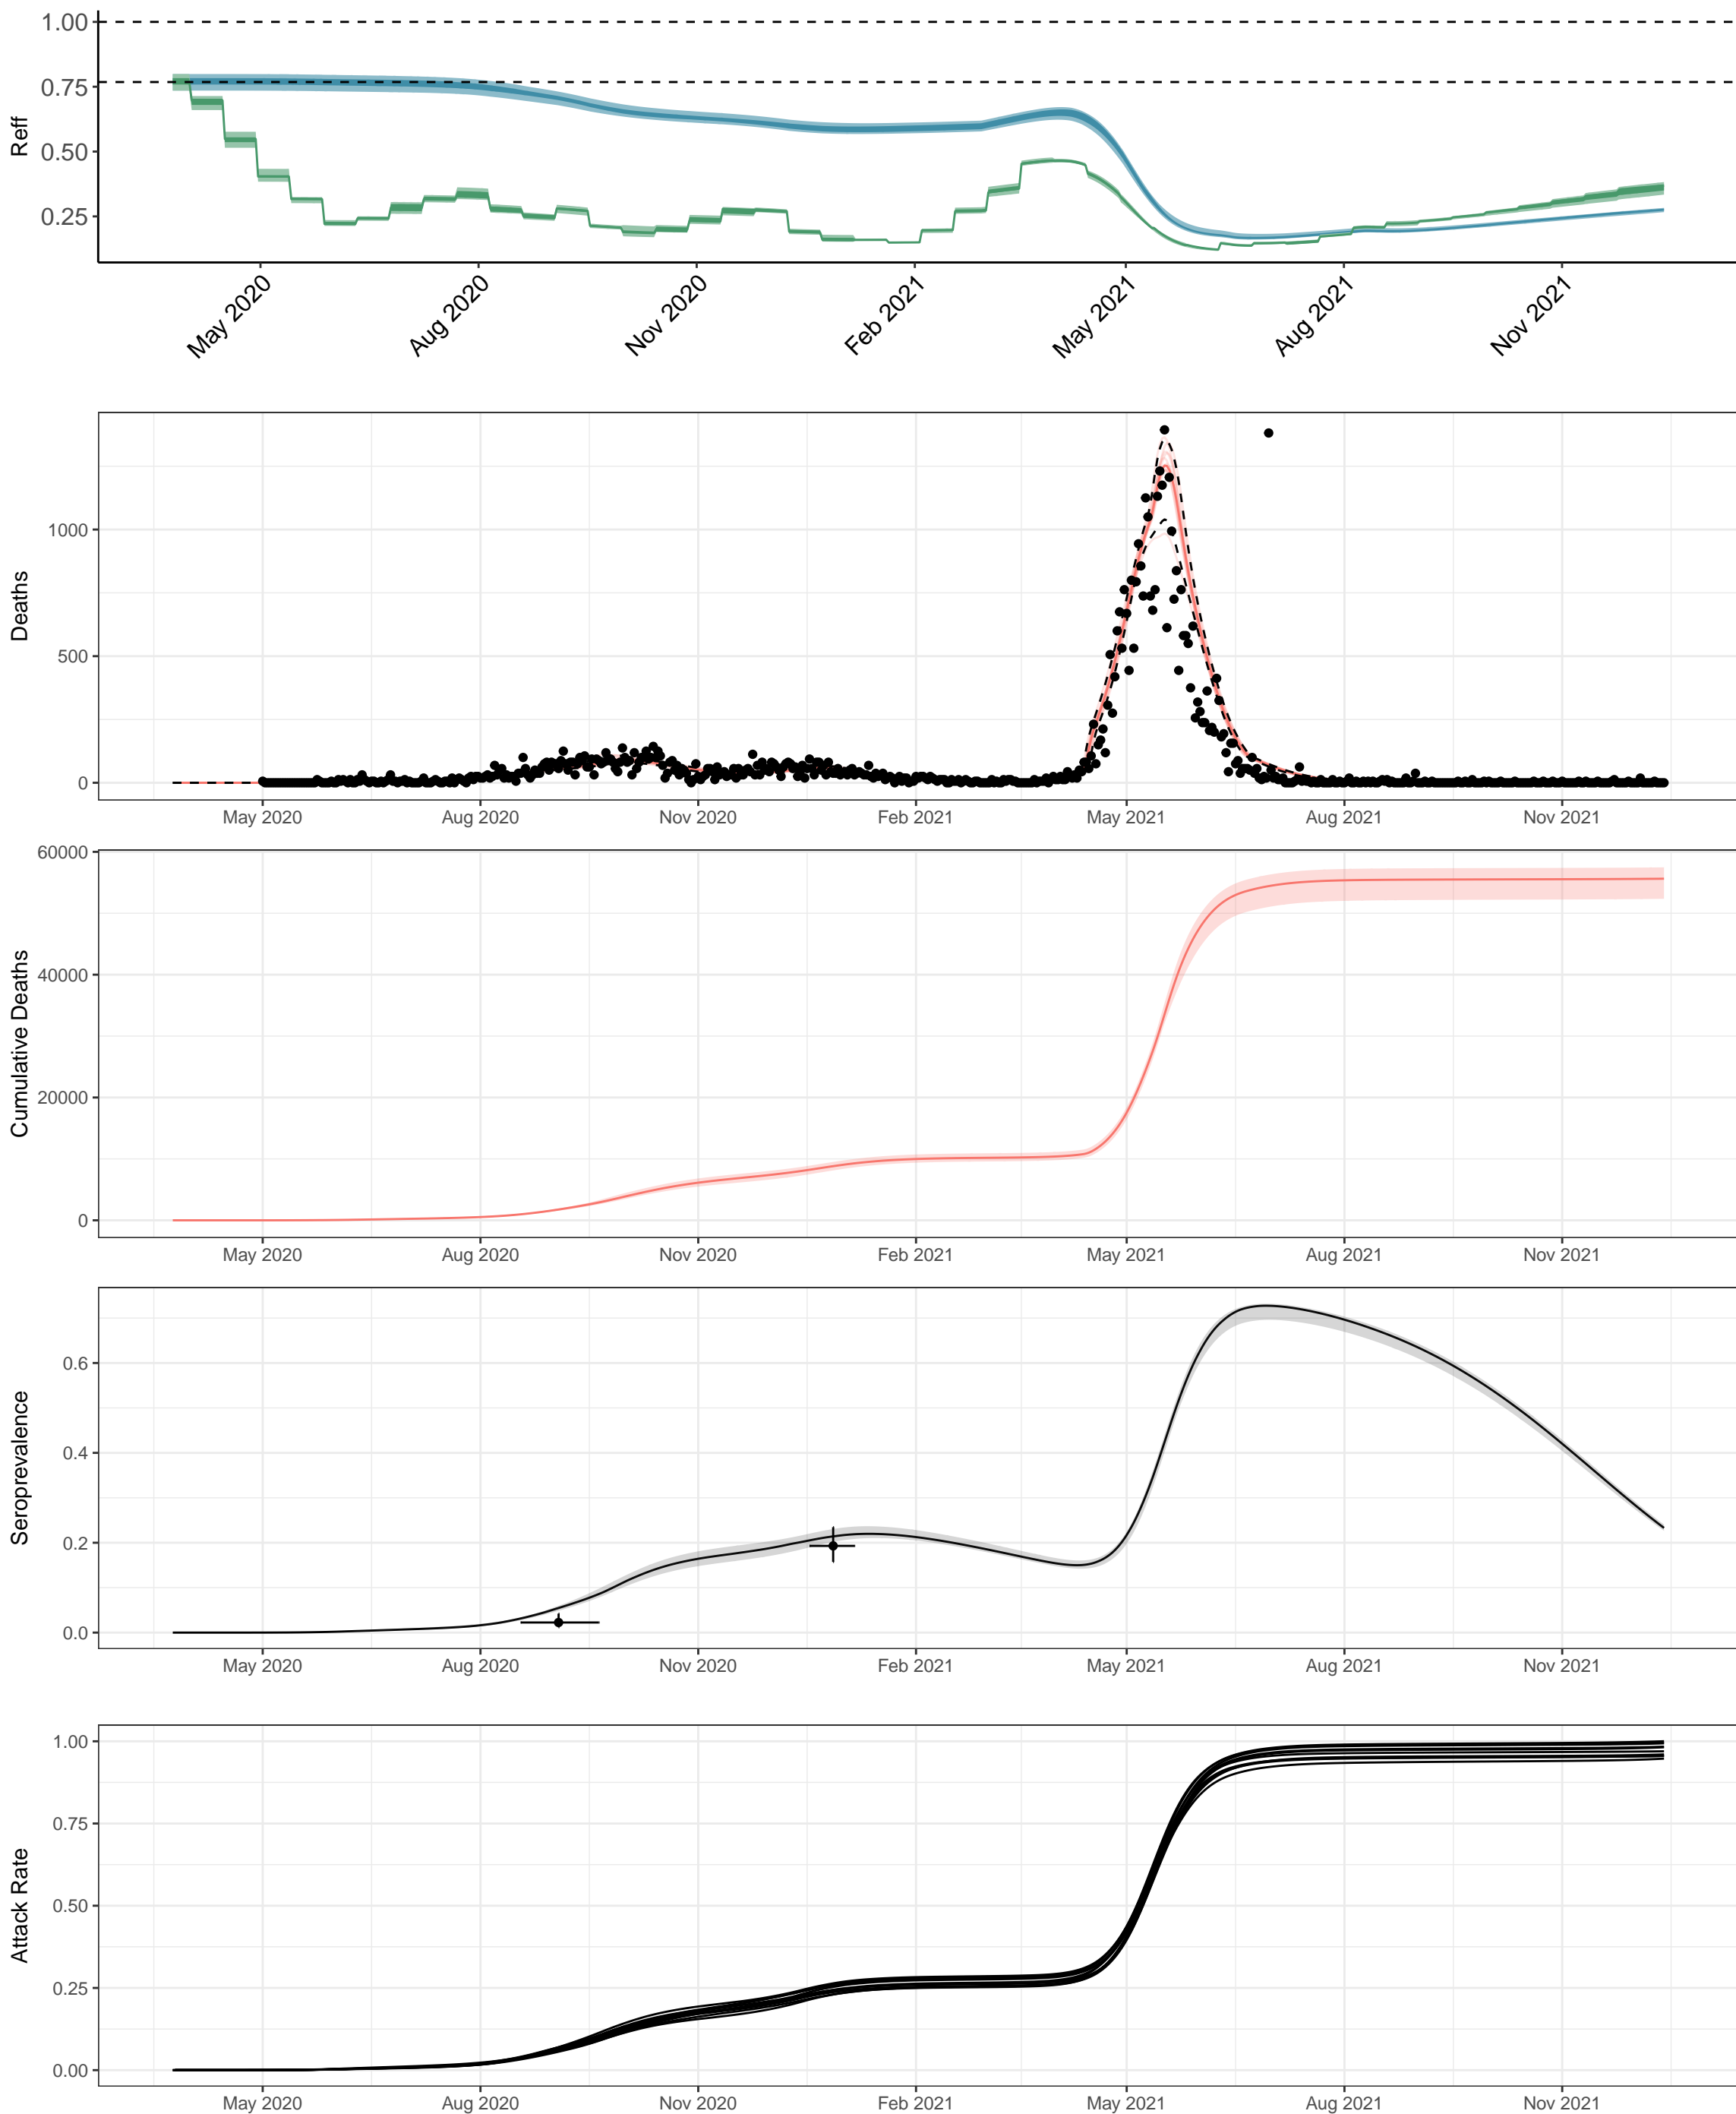 Reff
1.00
0.75
0.50
0.25
May 2020
Aug 2020
Nov 2020
Feb 2021
May 2021
Aug 2021
Nov 2021
Deaths
1000
500
0
May 2020
Aug 2020
Nov 2020
Feb 2021
May 2021
Aug 2021
Nov 2021
Cumulative Deaths
60000
40000
20000
0
May 2020
Aug 2020
Nov 2020
Feb 2021
May 2021
Aug 2021
Nov 2021
Seroprevalence
0.6
0.4
0.2
0.0
May 2020
Aug 2020
Nov 2020
Feb 2021
May 2021
Aug 2021
Nov 2021
Attack Rate
1.00
0.75
0.50
0.25
0.00
May 2020
Aug 2020
Nov 2020
Feb 2021
May 2021
Aug 2021
Nov 2021